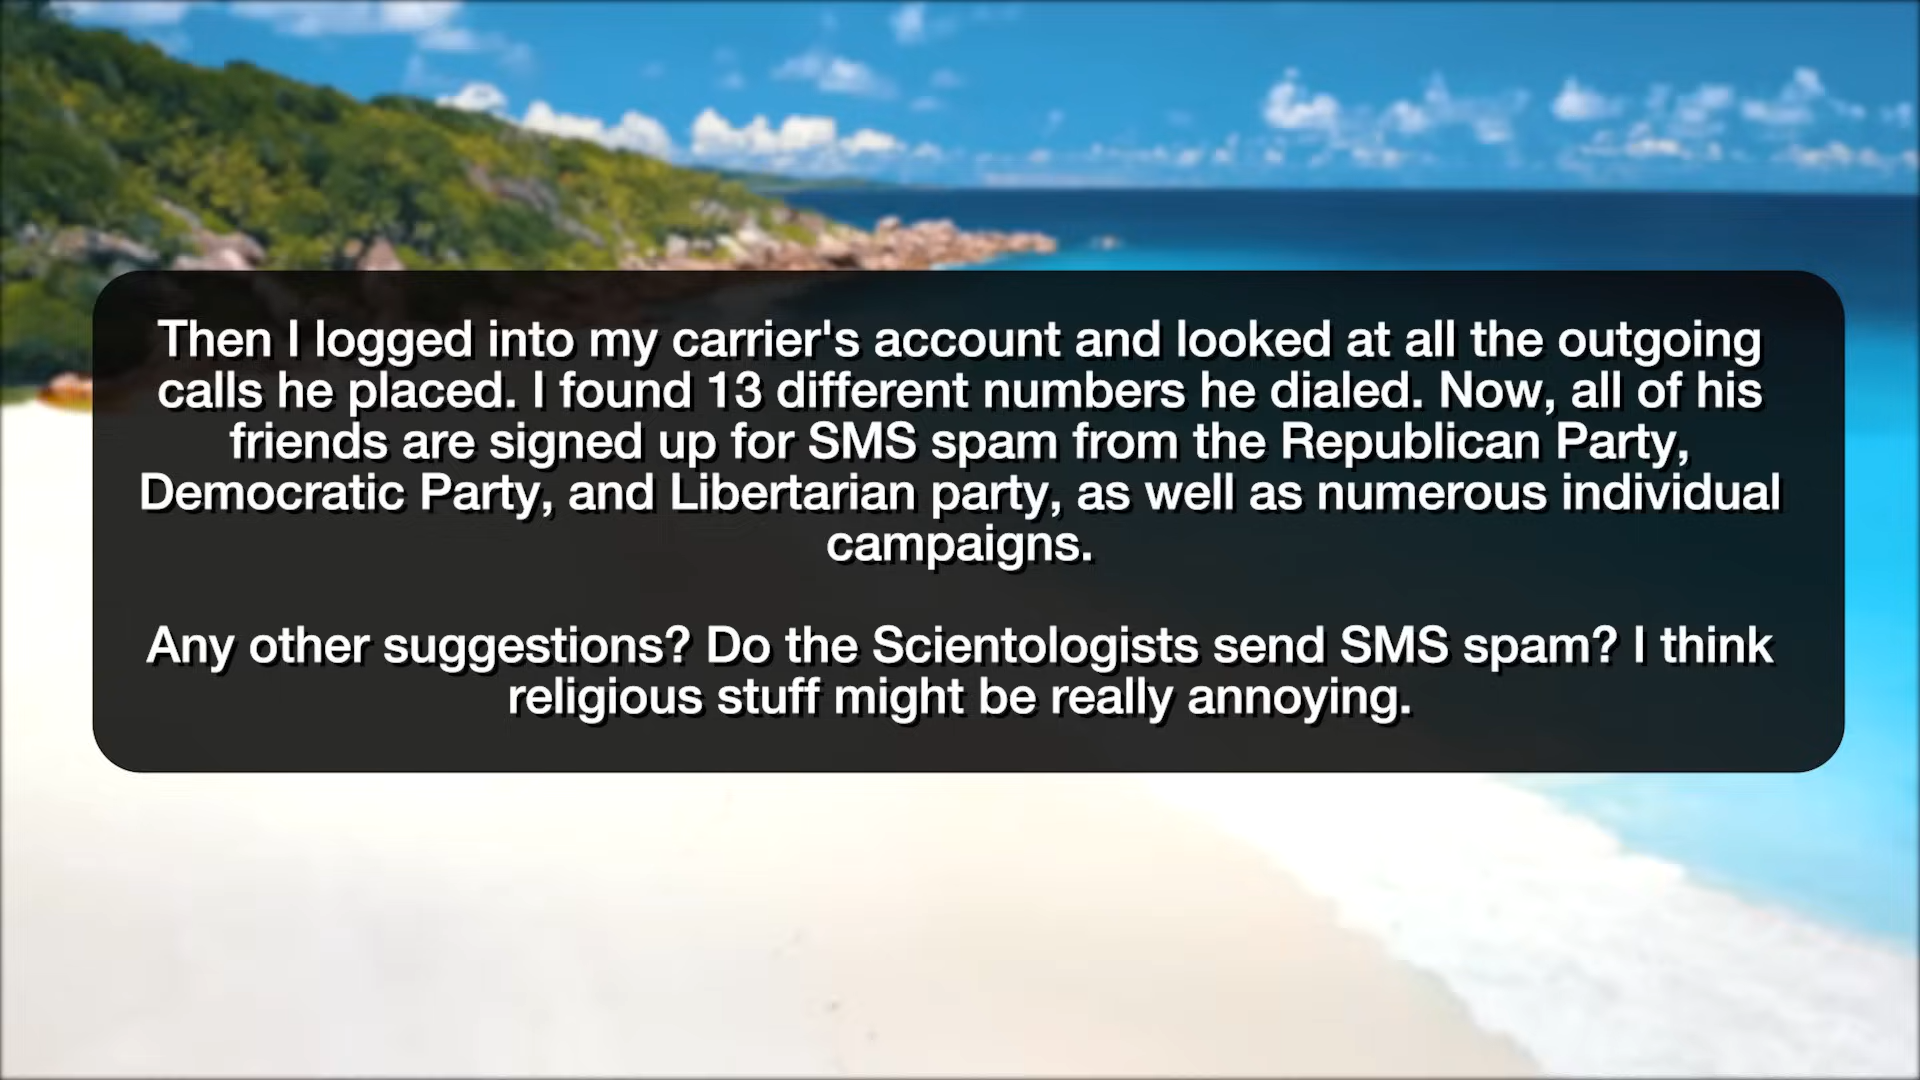 Then I logged into my carrier's account and looked at all the outgoing
calls he placed. I found 13 different numbers he dialed. Now, all of his
friends are signed up for SMS spam from the Republican Party,
Democratic Party, and Libertarian party, as well as numerous individual
campaigns.
Any other suggestions? Do the Scientologists send SMS spam? I think
religious stuff might be really annoying.